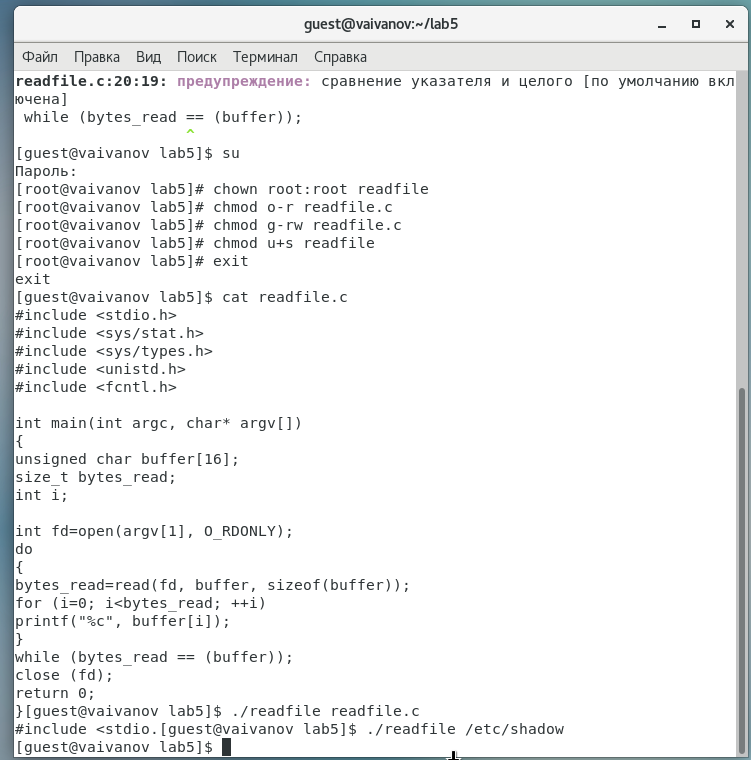 guest@vaivanov:~/lab5
Файл Правка Вид Поиск Терминал Справка
readfile.c:20:19: предупреждение: сравнение указателя и целого [по умолчанию вкл
ючена]
 while (bytes_read == (buffer));
                   ^
[guest@vaivanov lab5]$ su
Пароль:
[root@vaivanov lab5]# chown root:root readfile
[root@vaivanov lab5]# chmod o-r readfile.c
[root@vaivanov lab5]# chmod g-rw readfile.c
[root@vaivanov lab5]# chmod u+s readfile
[root@vaivanov lab5]# exit
exit
[guest@vaivanov lab5]$ cat readfile.c
#include <stdio.h>
#include <sys/stat.h>
#include <sys/types.h>
#include <unistd.h>
#include <fcntl.h>

int main(int argc, char* argv[])
{
unsigned char buffer[16];
size_t bytes_read;
int i;

int fd=open(argv[1], O_RDONLY);
do
{
bytes_read=read(fd, buffer, sizeof(buffer));
for (i=0; i<bytes_read; ++i)
printf("%c", buffer[i]);
}
while (bytes_read == (buffer));
close (fd);
return 0;
}[guest@vaivanov lab5]$ ./readfile readfile.c
#include <stdio.[guest@vaivanov lab5]$ ./readfile /etc/shadow
[guest@vaivanov lab5]$